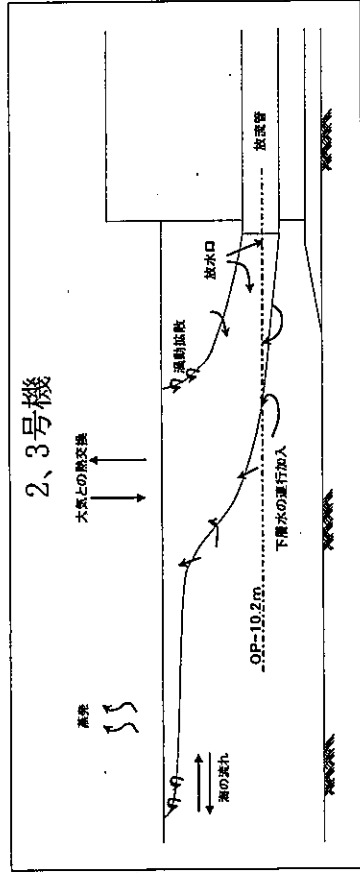 2、3号機
蒸発
大気との熱交換
渦動拡散
放水口
放流管
OP-10.2m
下層水の連行加入
海の流れ